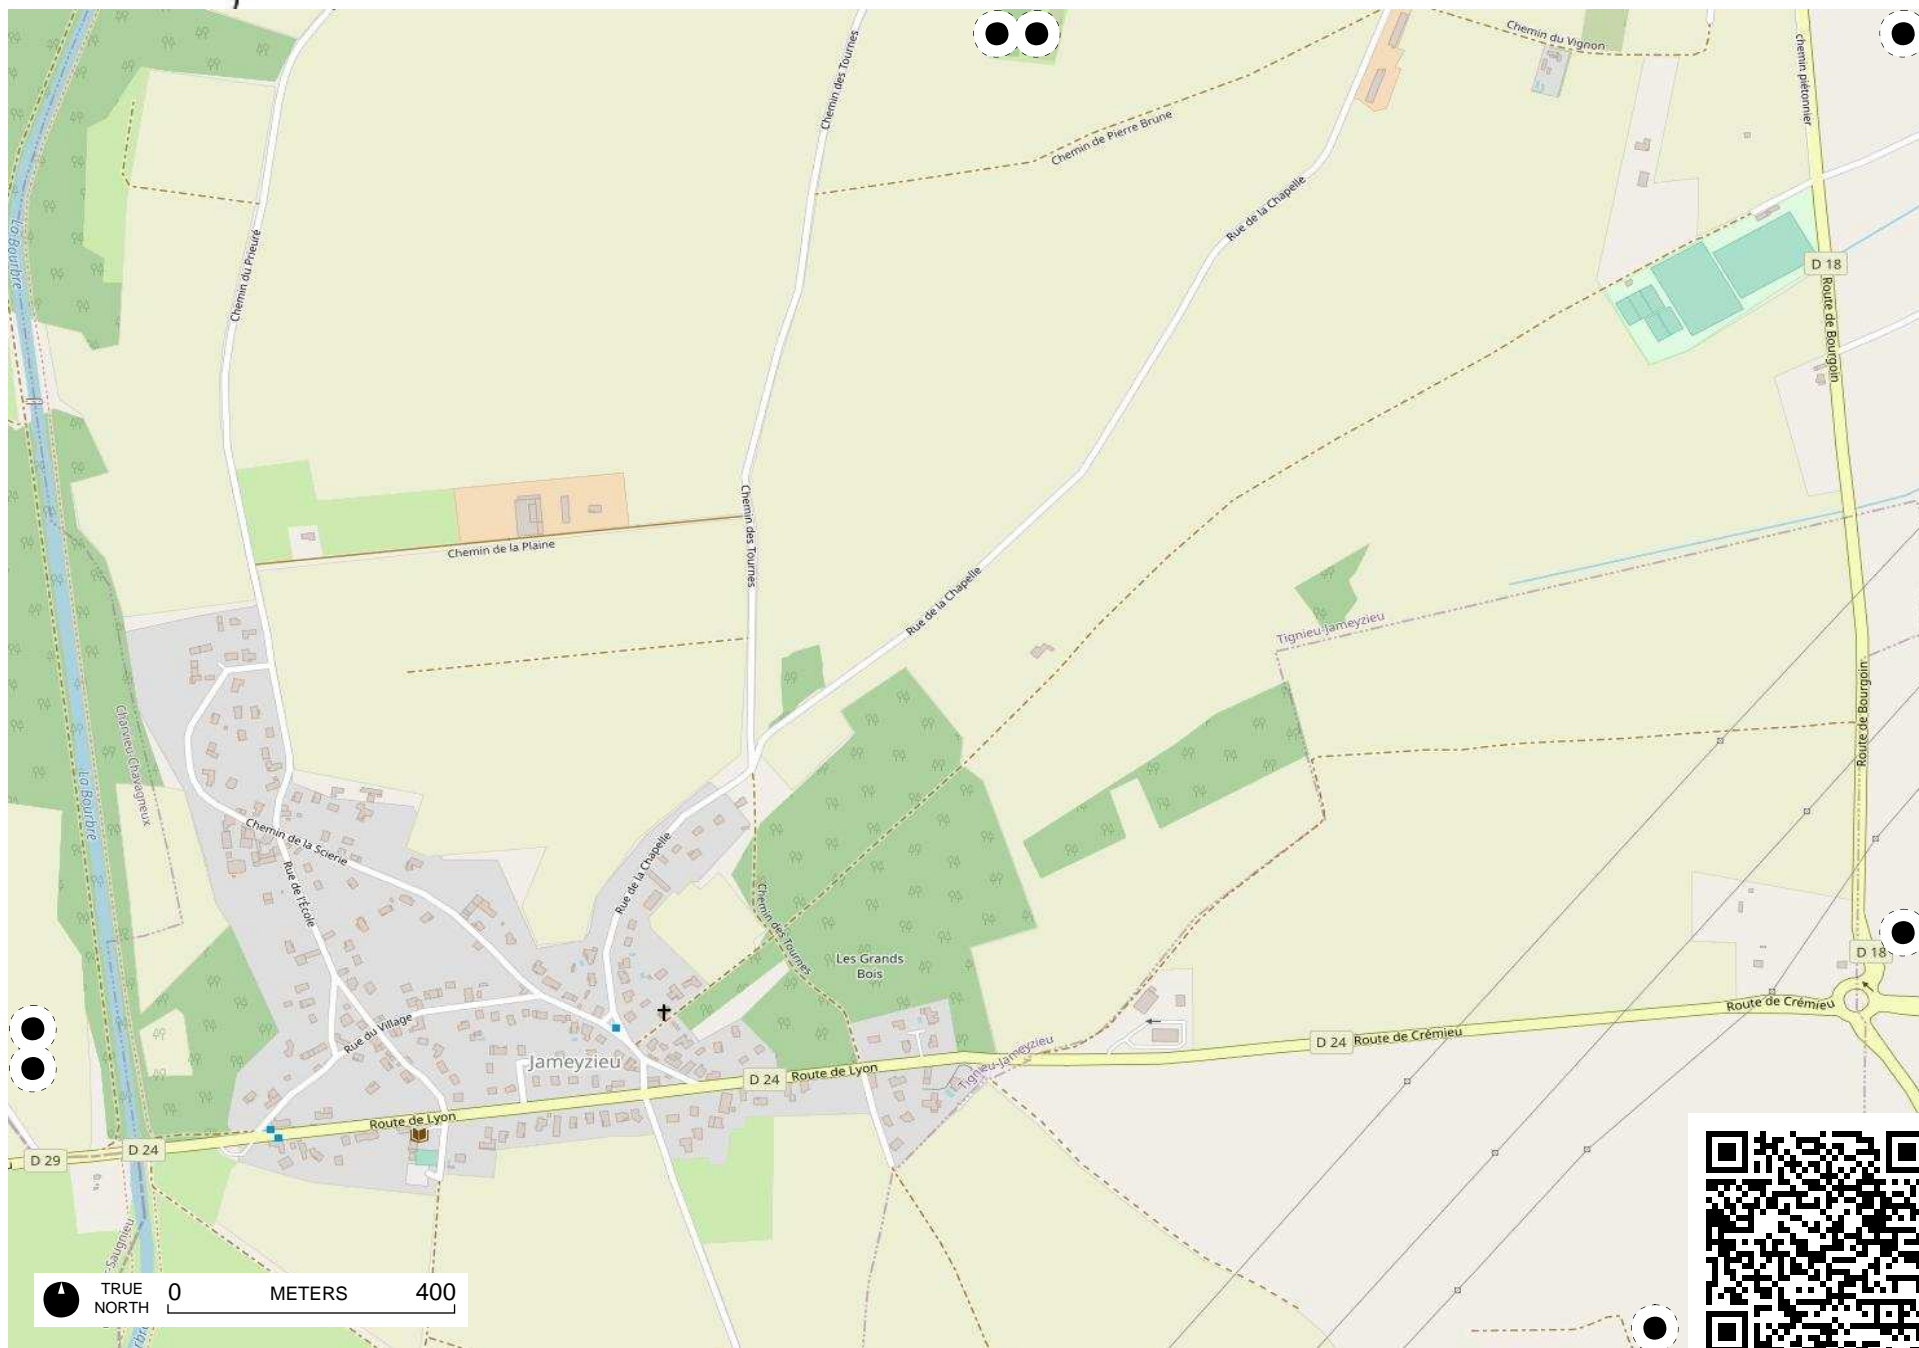 Chemin du Vignon
Chemin des Tournes
chemin piétonnier
Chemin de Pierre Brune
Rue de la Chapelle
La Bourbre
Chemin du Prieuré
D 18
Route de Bourgoin
Chemin des Tournes
Chemin de la Plaine
Rue de la Chapelle
Tignieu-Jameyzieu
Charvieu-Chavagneux
La Bourbre
Route de Bourgoin
Chemin de la Scierie
Rue de l'École
Rue de la Chapelle
Chemin des Tournes
Les Grands
Bois
D 18
Route de Crémieu
Rue du Village
D 24
Route de Crémieu
Jameyzieu
Tignieu-Jameyzieu
D 24
Route de Lyon
Route de Lyon
D 24
D 29
Saugnieu
TRUE
NORTH
0
METERS
400